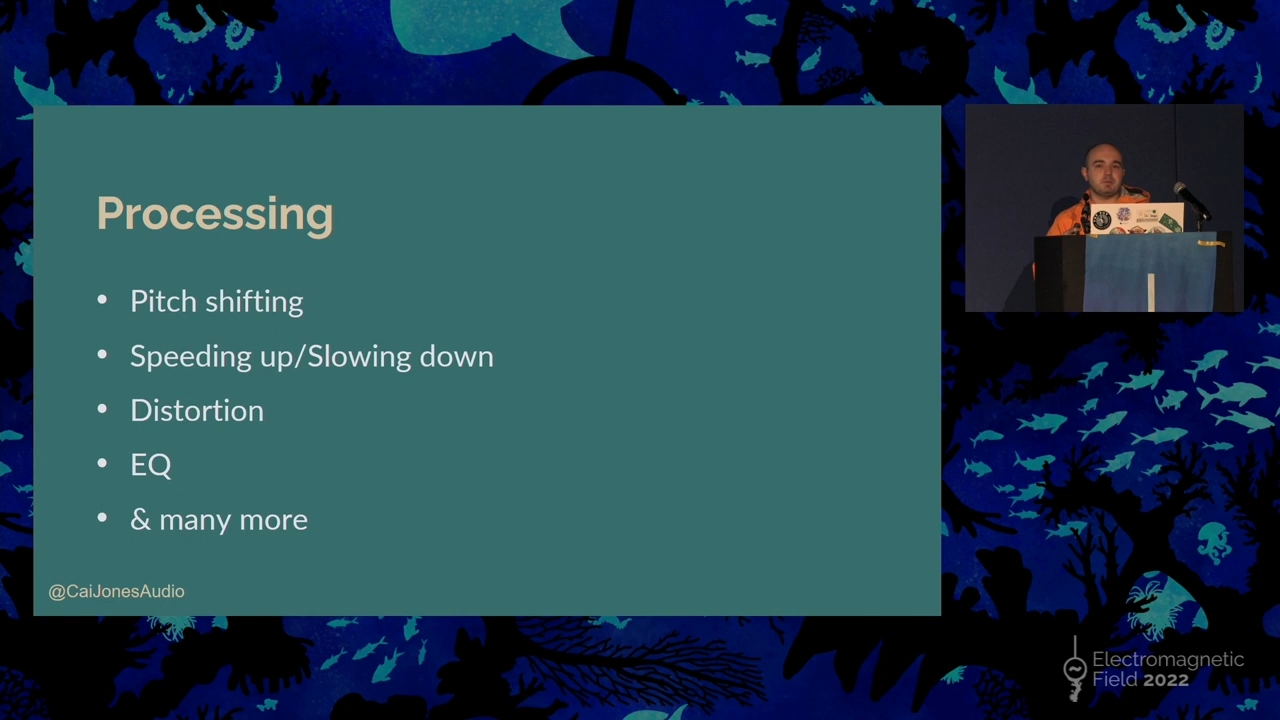 Processing
• Pitch shifting
• Speeding up/Slowing down
• Distortion
• EQ
• & many more
@CaiJonesAudio
Electromagnetic
Field 2022